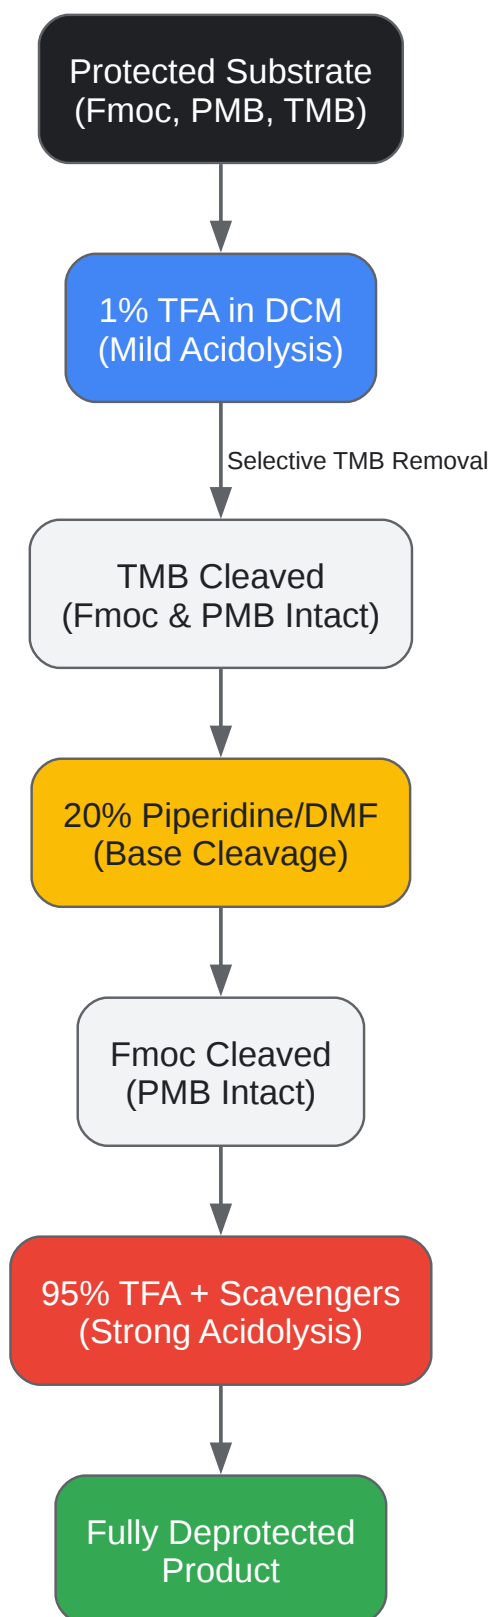 Protected Substrate
(Fmoc, PMB, TMB)
1% TFA in DCM
(Mild Acidolysis)
Selective TMB Removal
TMB Cleaved
(Fmoc & PMB Intact)
20% Piperidine/DMF
(Base Cleavage)
Fmoc Cleaved
(PMB Intact)
95% TFA + Scavengers
(Strong Acidolysis)
Fully Deprotected
Product